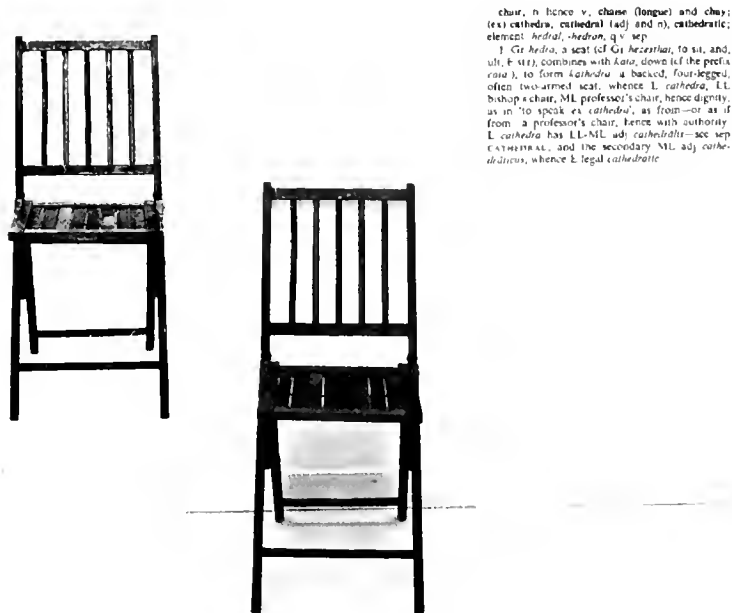 chair, n hence v, chaise (longue) and chay;
(ex) cathedra, cathedral (adj and n), cathedratic;
element -hedral, -hedron, q v sep
1 Gr hedra, a seat (cf Gr hezesthai, to sit, and,
ult, E sit), combines with kata, down (cf the prefix
cata), to form kathedra a backed, four-legged,
often two-armed seat, whence L cathedra, LL
bishop's chair, ML professor's chair, hence dignity,
as in 'to speak ex cathedra', as from—or as if
from a professor's chair, hence with authority
L cathedra has LL-ML adj cathedralis—see sep
CATHEDRAL, and the secondary ML adj cathe-
draticus, whence E legal cathedratic